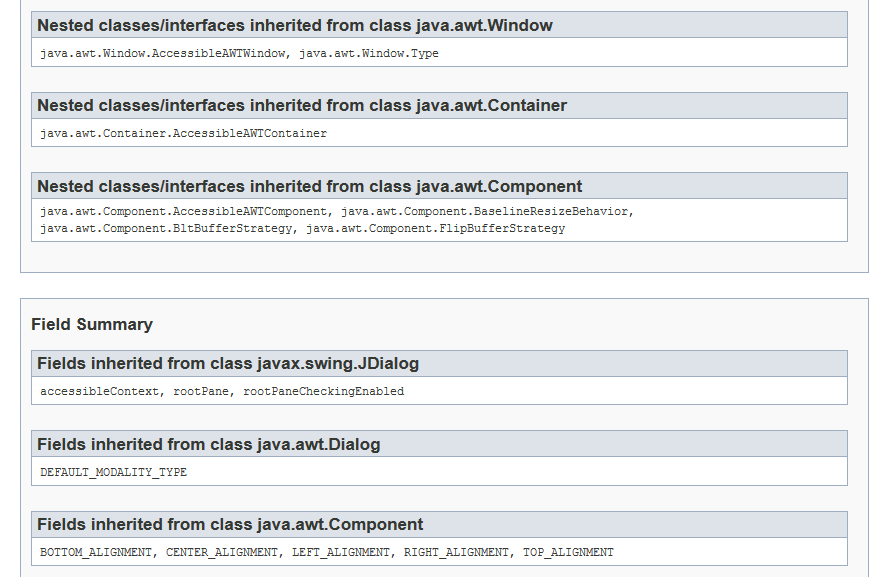 Nested classes/interfaces inherited from class java.awt.Window
java.awt.Window.AccessibleAWTWindow, java.awt.Window.Type
Nested classes/interfaces inherited from class java.awt.Container
java.awt.Container.AccessibleAWTContainer
Nested classes/interfaces inherited from class java.awt.Component
java.awt.Component.AccessibleAWTComponent, java.awt.Component.BaselineResizeBehavior,
java.awt.Component.BltBufferStrategy, java.awt.Component.FlipBufferStrategy
Field Summary
Fields inherited from class javax.swing.JDialog
accessibleContext, rootPane, rootPaneCheckingEnabled
Fields inherited from class java.awt.Dialog
DEFAULT_MODALITY_TYPE
Fields inherited from class java.awt.Component
BOTTOM_ALIGNMENT, CENTER_ALIGNMENT, LEFT_ALIGNMENT, RIGHT_ALIGNMENT, TOP_ALIGNMENT